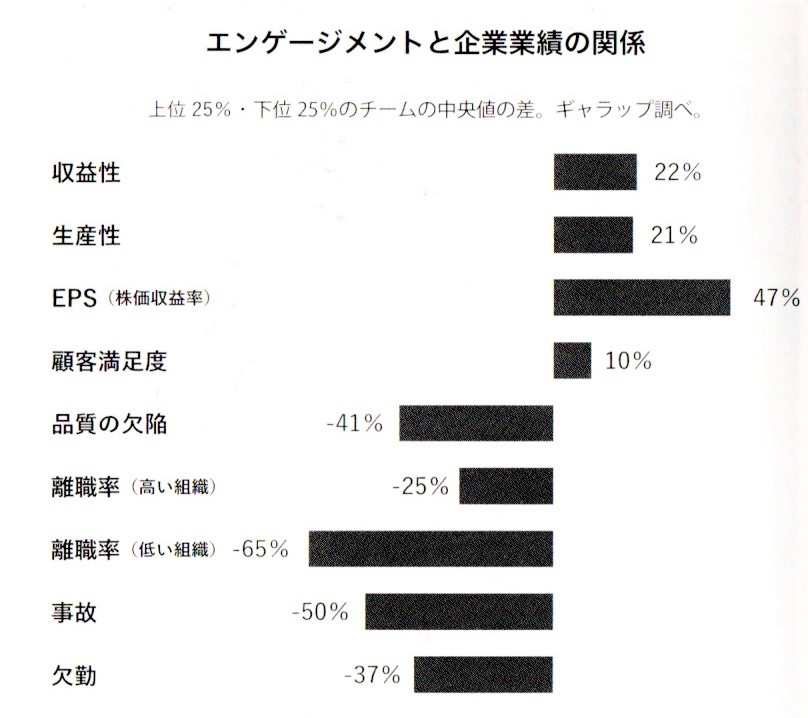 エンゲージメントと企業業績の関係
上位25%・下位25%のチームの中央値の差。ギャラップ調べ。
収益性 22%
生産性 21%
EPS（株価収益率） 47%
顧客満足度 10%
品質の欠陥 -41%
離職率（高い組織） -25%
離職率（低い組織） -65%
事故 -50%
欠勤 -37%